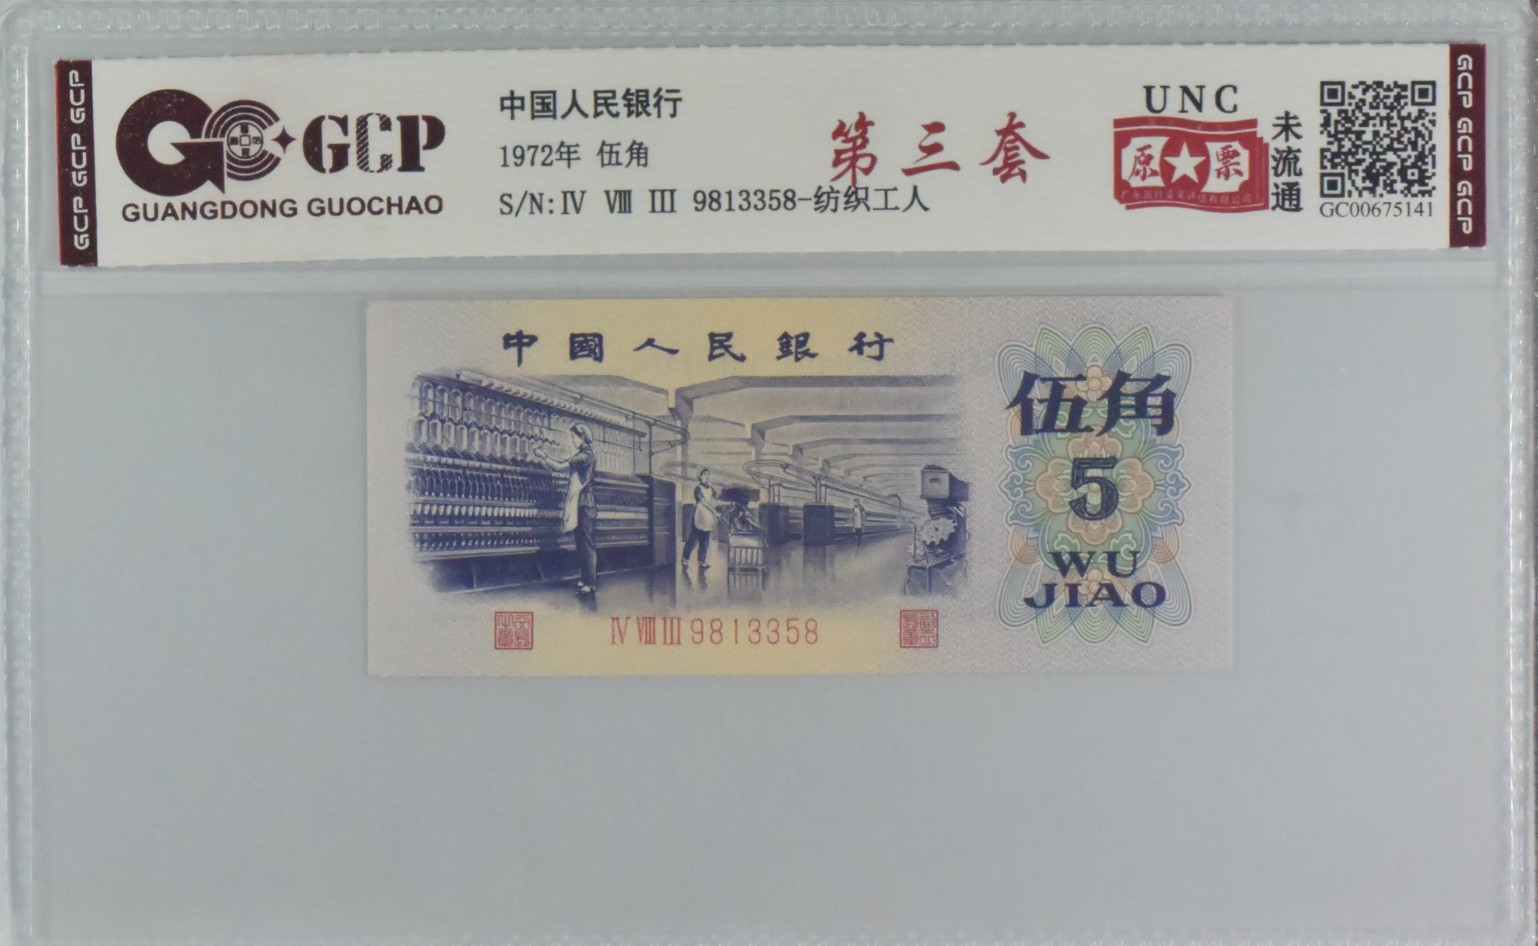 GCP GCP GCP
GCP
GUANGDONG GUOCHAO
中国人民银行
1972年 伍角
S/N:Ⅳ Ⅷ Ⅲ 9813358-纺织工人
第三套
UNC
原★票
未流通
GC00675141
GCP GCP GCP
中國人民銀行
伍角
5
WU
JIAO
Ⅳ Ⅷ Ⅲ 9813358